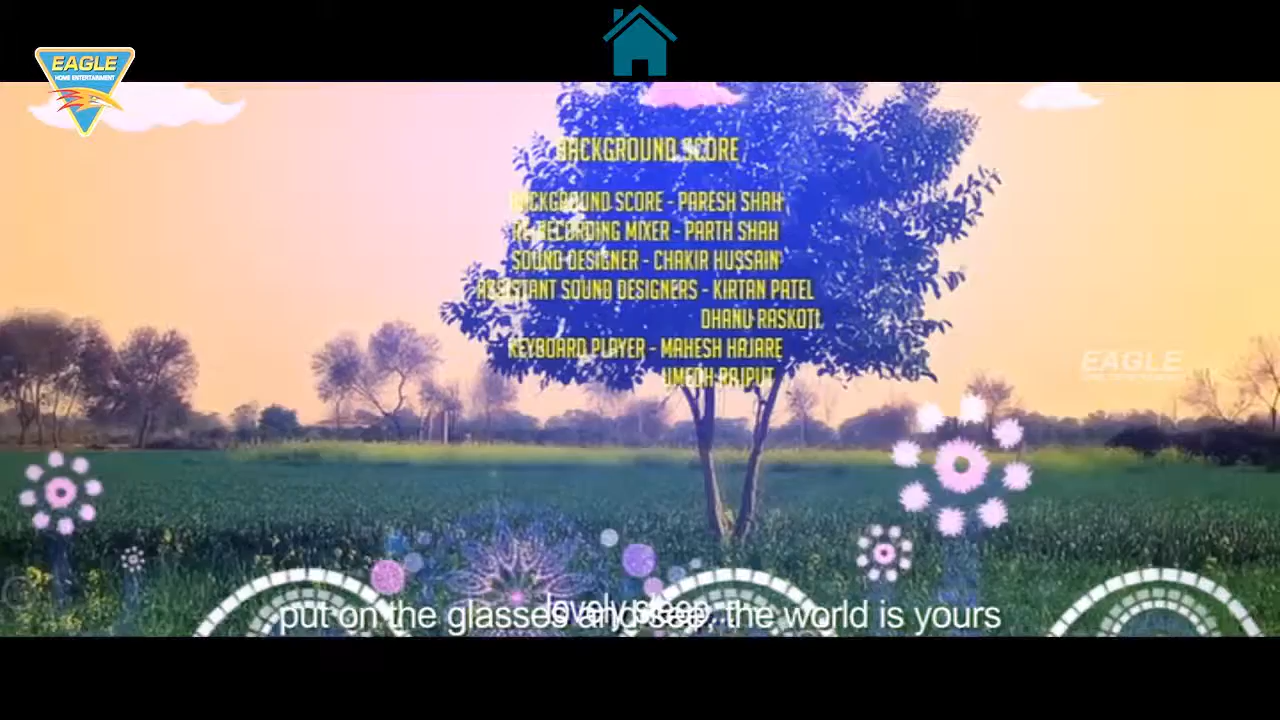 EAGLE
HOME ENTERTAINMENT
BACKGROUND SCORE
BACKGROUND SCORE - PARESH SHAH
RE-RECORDING MIXER - PARTH SHAH
SOUND DESIGNER - CHAKIR HUSSAIN
ASSISTANT SOUND DESIGNERS - KIRTAN PATEL
DHANU RASKOTI
KEYBOARD PLAYER - MAHESH HAJARE
UMEDH RAJPUT
EAGLE
put on the glasses and see, the world is yours
lovely